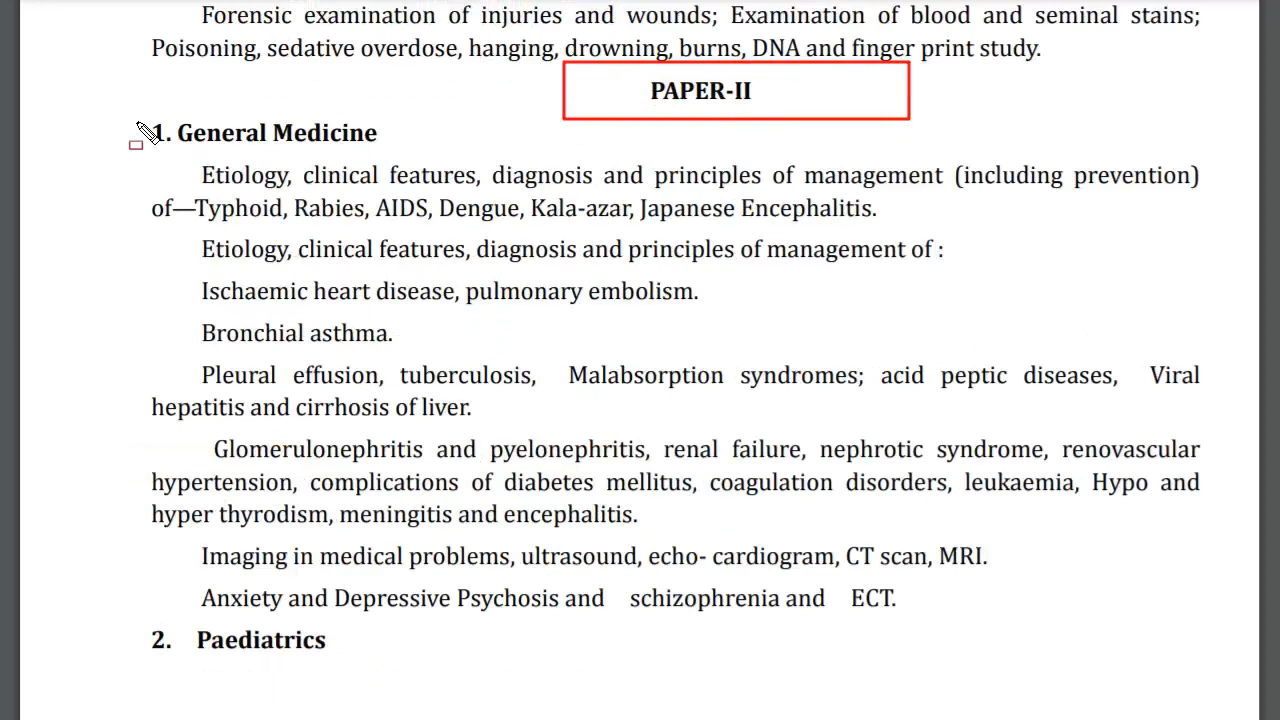 Forensic examination of injuries and wounds; Examination of blood and seminal stains;
Poisoning, sedative overdose, hanging, drowning, burns, DNA and finger print study.
PAPER-II
1. General Medicine
Etiology, clinical features, diagnosis and principles of management (including prevention)
of—Typhoid, Rabies, AIDS, Dengue, Kala-azar, Japanese Encephalitis.
Etiology, clinical features, diagnosis and principles of management of :
Ischaemic heart disease, pulmonary embolism.
Bronchial asthma.
Pleural effusion, tuberculosis, Malabsorption syndromes; acid peptic diseases, Viral
hepatitis and cirrhosis of liver.
Glomerulonephritis and pyelonephritis, renal failure, nephrotic syndrome, renovascular
hypertension, complications of diabetes mellitus, coagulation disorders, leukaemia, Hypo and
hyper thyrodism, meningitis and encephalitis.
Imaging in medical problems, ultrasound, echo- cardiogram, CT scan, MRI.
Anxiety and Depressive Psychosis and schizophrenia and ECT.
2. Paediatrics